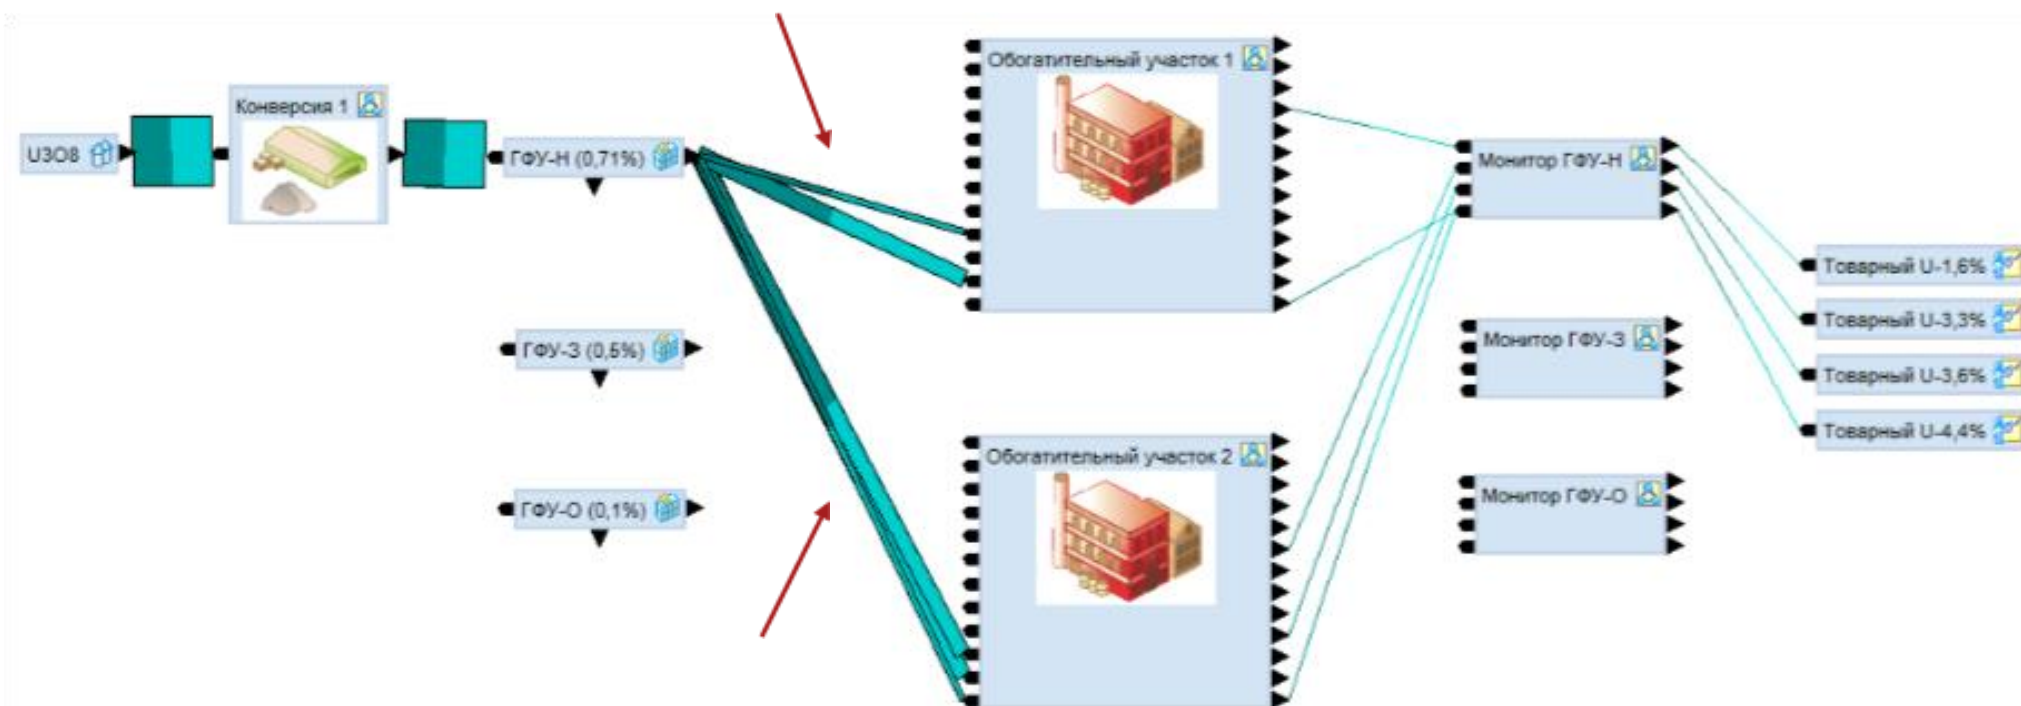 U3O8
Конверсия 1
ГФУ-Н (0,71%)
ГФУ-З (0,5%)
ГФУ-О (0,1%)
Обогатительный участок 1
Обогатительный участок 2
Монитор ГФУ-Н
Монитор ГФУ-З
Монитор ГФУ-О
Товарный U-1,6%
Товарный U-3,3%
Товарный U-3,6%
Товарный U-4,4%